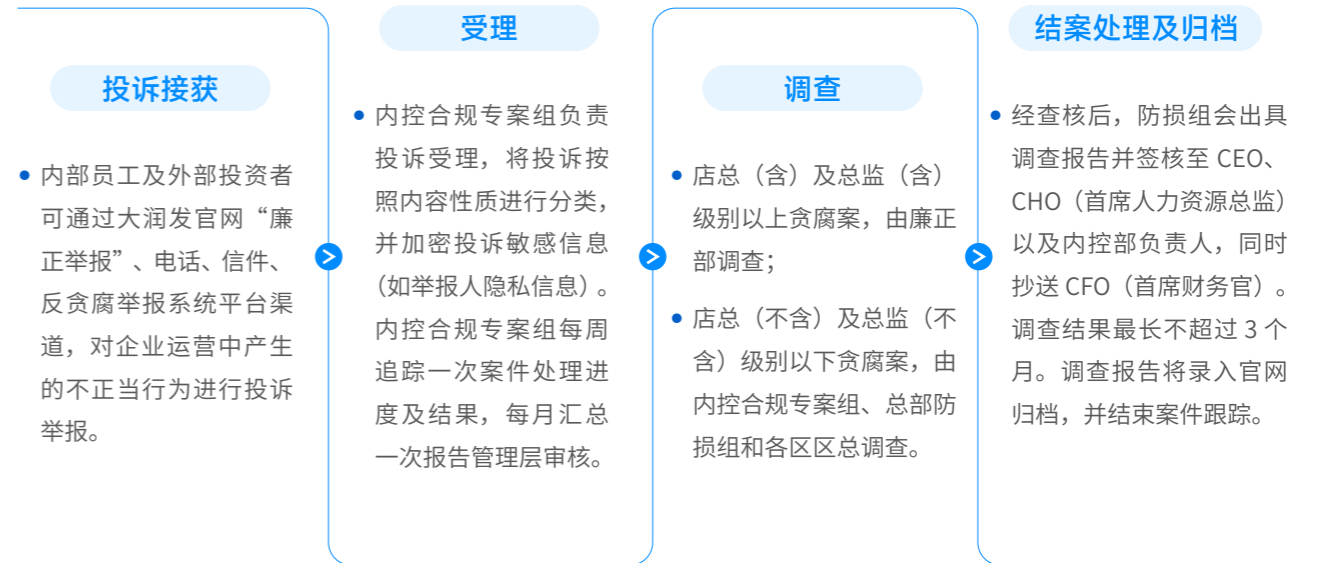 投诉接获
内部员工及外部投资者
可通过大润发官网“廉
正举报”、电话、信件、
反贪腐举报系统平台渠
道，对企业运营中产生
的不正当行为进行投诉
举报。
受理
内控合规专案组负责
投诉受理，将投诉按
照内容性质进行分类，
并加密投诉敏感信息
（如举报人隐私信息）。
内控合规专案组每周
追踪一次案件处理进
度及结果，每月汇总
一次报告管理层审核。
调查
店总（含）及总监（含）
级别以上贪腐案，由廉正
部调查；
店总（不含）及总监（不
含）级别以下贪腐案，由
内控合规专案组、总部防
损组和各区区总调查。
结案处理及归档
经查核后，防损组会出具
调查报告并签核至 CEO、
CHO（首席人力资源总监）
以及内控部负责人，同时
抄送 CFO（首席财务官）。
调查结果最长不超过 3 个
月。调查报告将录入官网
归档，并结束案件跟踪。